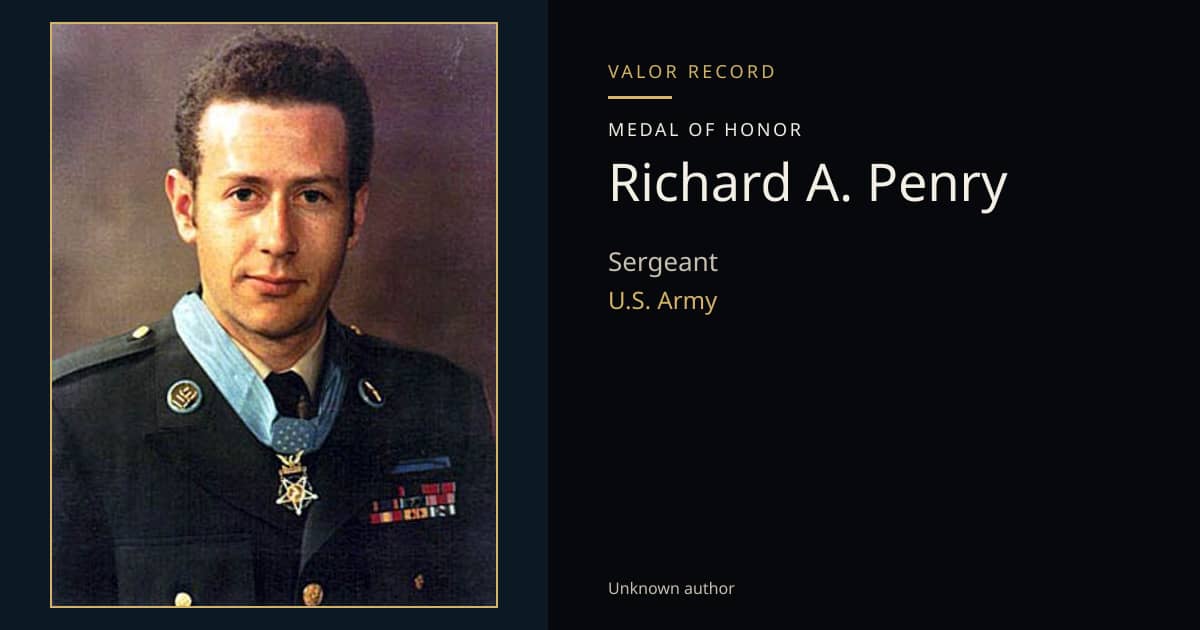 VALOR RECORD
MEDAL OF HONOR
Richard A. Penry
Sergeant
U.S. Army
Unknown author